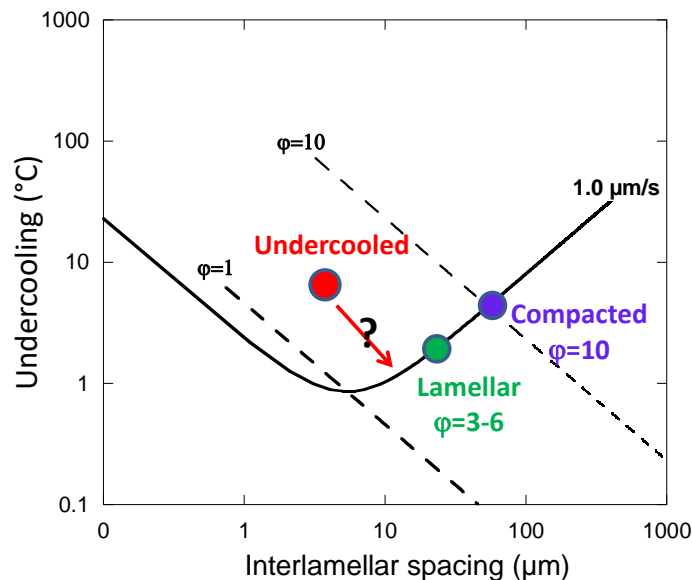 1000
100
10
1
0.1
Undercooling (°C)
φ=10
1.0 µm/s
Undercooled
φ=1
?
Compacted
φ=10
Lamellar
φ=3-6
0
1
10
100
1000
Interlamellar spacing (µm)